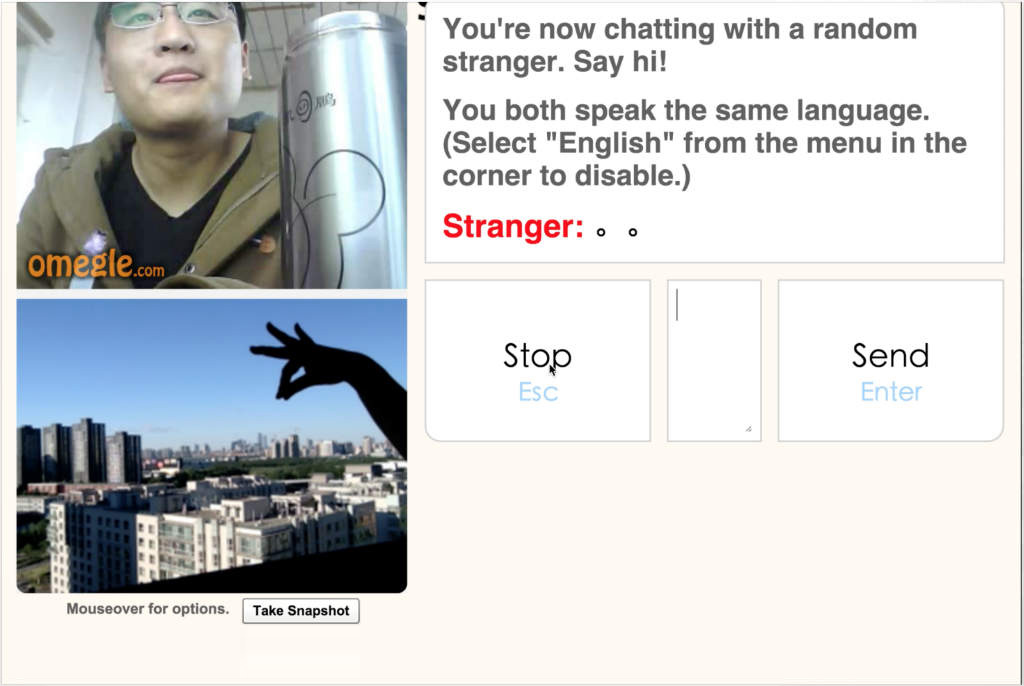 You're now chatting with a random
stranger. Say hi!
You both speak the same language.
(Select "English" from the menu in the
corner to disable.)
Stranger: 。。
omegle.com
Stop
Esc
Send
Enter
Mouseover for options.
Take Snapshot